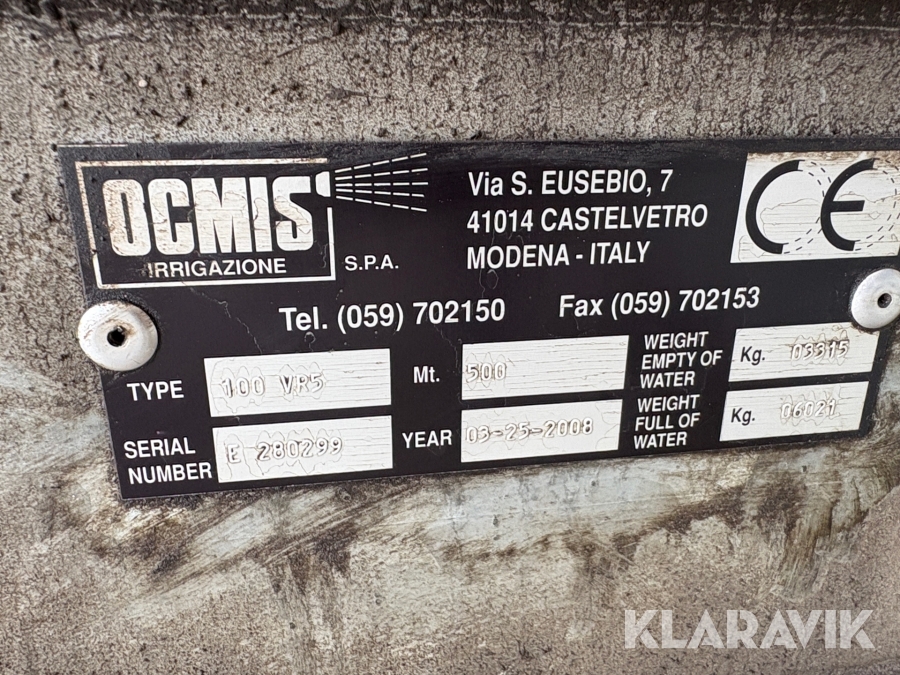 OCMIS
IRRIGAZIONE
S.P.A.
Via S. EUSEBIO, 7
41014 CASTELVETRO
MODENA - ITALY
CE
Tel. (059) 702150 Fax (059) 702153
TYPE 100 VR5
Mt. 500
WEIGHT EMPTY OF WATER Kg. 03315
SERIAL NUMBER E 280299
YEAR 03-25-2008
WEIGHT FULL OF WATER Kg. 06021
KLARAVIK